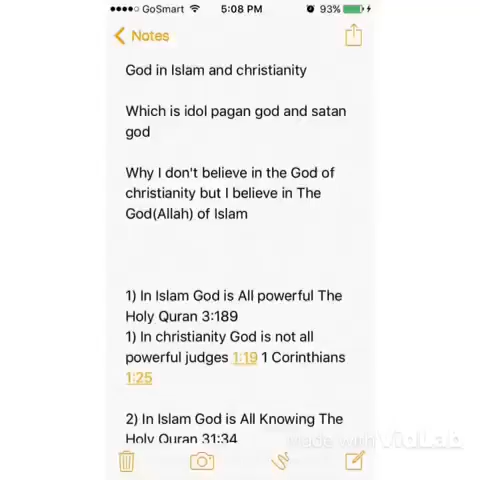 GoSmart 5:08 PM 93%
Notes
God in Islam and christianity
Which is idol pagan god and satan
god
Why I don't believe in the God of
christianity but I believe in The
God(Allah) of Islam
1) In Islam God is All powerful The
Holy Quran 3:189
1) In christianity God is not all
powerful judges 1:19 1 Corinthians
1:25
2) In Islam God is All Knowing The
Holy Quran 31:34
Made with VidLab